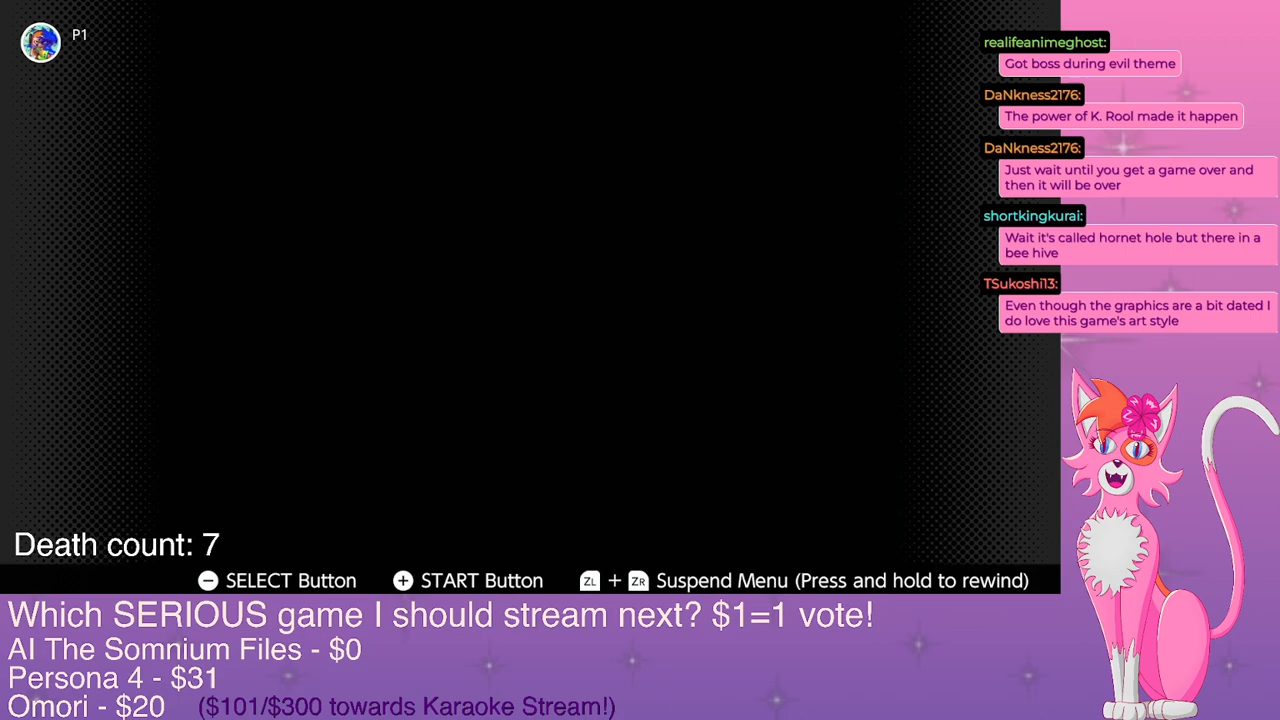 P1
realifeanimeghost:
Got boss during evil theme
DaNkness2176:
The power of K. Rool made it happen
DaNkness2176:
Just wait until you get a game over and
then it will be over
shortkingkurai:
Wait it's called hornet hole but there in a
bee hive
TSukoshi13:
Even though the graphics are a bit dated I
do love this game's art style
Death count: 7
- SELECT Button + START Button ZL + ZR Suspend Menu (Press and hold to rewind)
Which SERIOUS game I should stream next? $1=1 vote!
AI The Somnium Files - $0
Persona 4 - $31
Omori - $20 ($101/$300 towards Karaoke Stream!)